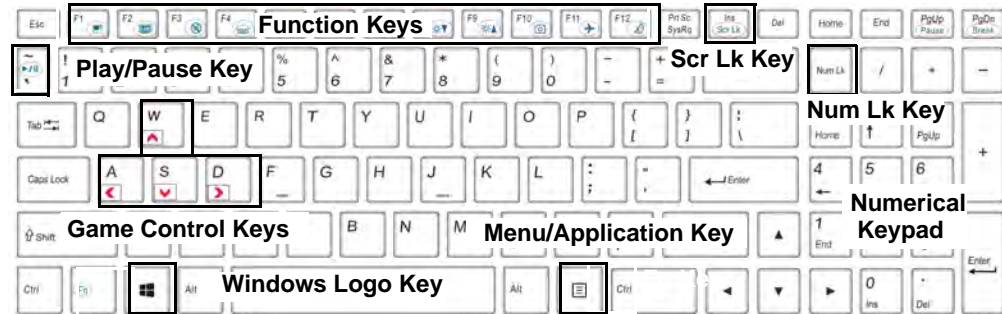 Esc F1 F2 F3 F4 Function Keys F9 F10 F11 F12 Prt Sc SysRq Ins Scr Lk Del Home End PgUp Pause PgDn Break
~ ` ! 1 Play/Pause Key % 5 ^ 6 & 7 * 8 ( 9 ) 0 _ - + = Scr Lk Key Num Lk / * -
Tab Q W E R T Y U I O P { [ } ] ¦ \ Num Lk Key Home PgUp +
Caps Lock A S D F G H J K L : ; " ' Enter 4 5 6
Shift Game Control Keys B N M Menu/Application Key 1 End Numerical Keypad Enter
Ctrl Fn Alt Windows Logo Key Alt Ctrl 0 Ins . Del